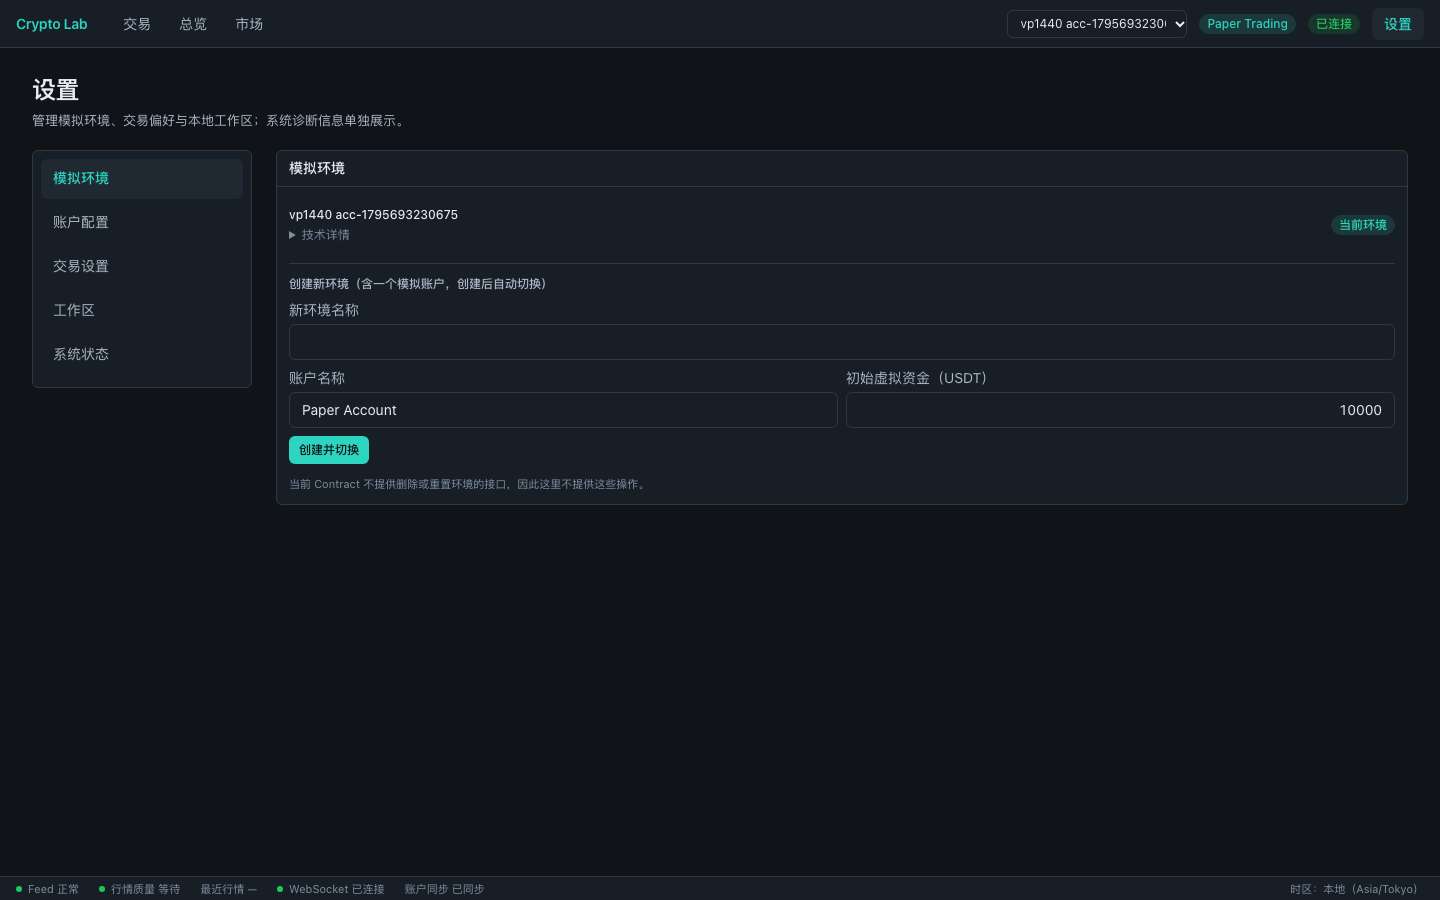 Crypto Lab 交易 总览 市场 vp1440 acc-1795693230 Paper Trading 已连接 设置
设置
管理模拟环境、交易偏好与本地工作区；系统诊断信息单独展示。
模拟环境
账户配置
交易设置
工作区
系统状态
模拟环境
vp1440 acc-1795693230675
技术详情
当前环境
创建新环境（含一个模拟账户，创建后自动切换）
新环境名称
账户名称 初始虚拟资金（USDT）
Paper Account 10000
创建并切换
当前 Contract 不提供删除或重置环境的接口，因此这里不提供这些操作。
Feed 正常 行情质量 等待 最近行情 — WebSocket 已连接 账户同步 已同步 时区：本地（Asia/Tokyo）